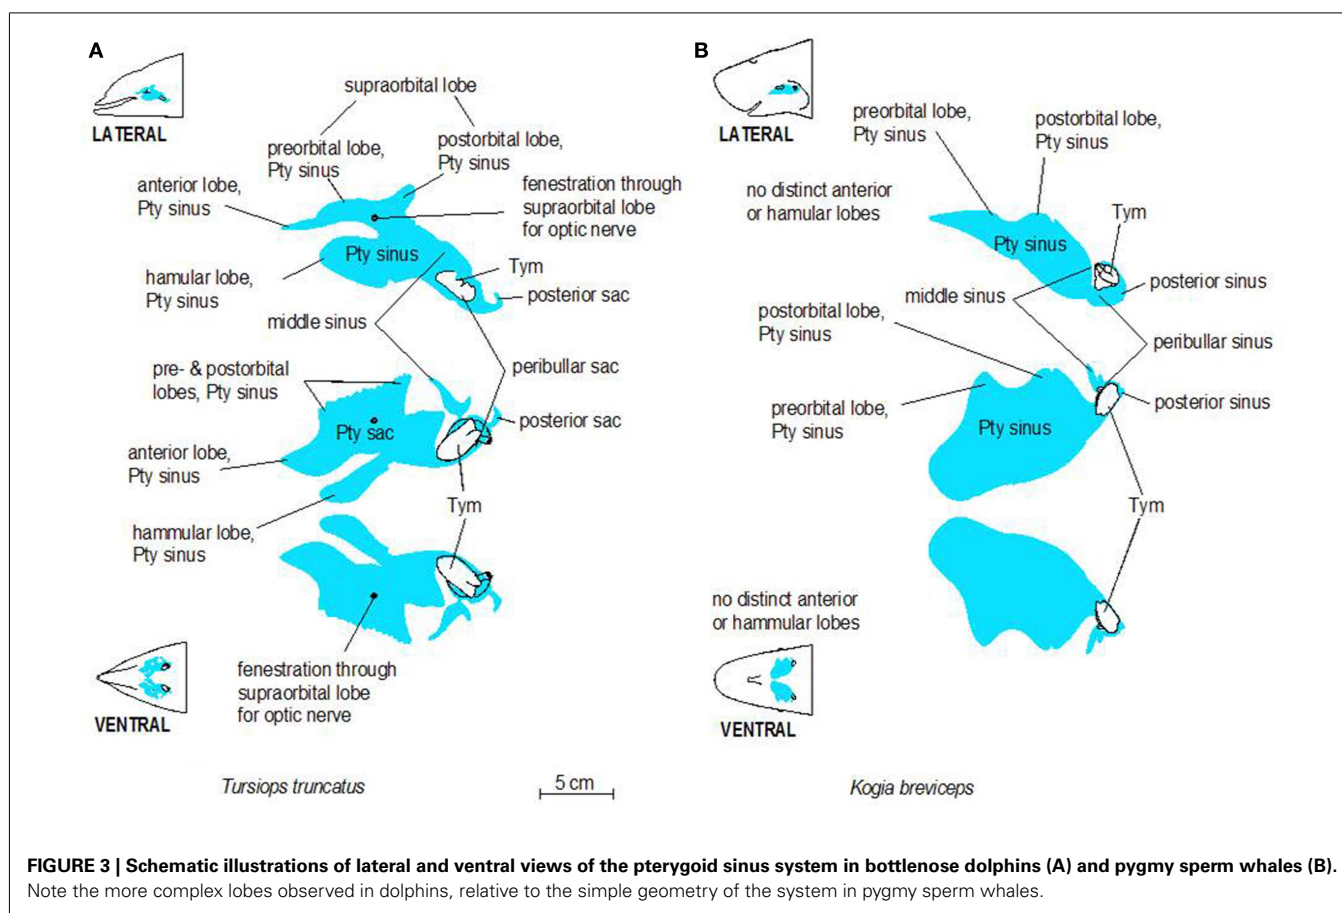 A
LATERAL
supraorbital lobe
preorbital lobe,
Pty sinus
postorbital lobe,
Pty sinus
anterior lobe,
Pty sinus
fenestration through
supraorbital lobe
for optic nerve
Pty sinus
hamular lobe,
Pty sinus
Tym
posterior sac
middle sinus
pre- & postorbital
lobes, Pty sinus
peribullar sac
Pty sac
posterior sac
anterior lobe,
Pty sinus
Tym
hammular lobe,
Pty sinus
fenestration through
supraorbital lobe
for optic nerve
VENTRAL
Tursiops truncatus
5 cm
B
LATERAL
preorbital lobe,
Pty sinus
postorbital lobe,
Pty sinus
no distinct anterior
or hamular lobes
Tym
Pty sinus
posterior sinus
middle sinus
postorbital lobe,
Pty sinus
peribullar sinus
preorbital lobe,
Pty sinus
posterior sinus
Pty sinus
Tym
no distinct anterior
or hammular lobes
VENTRAL
Kogia breviceps
FIGURE 3 | Schematic illustrations of lateral and ventral views of the pterygoid sinus system in bottlenose dolphins (A) and pygmy sperm whales (B).
Note the more complex lobes observed in dolphins, relative to the simple geometry of the system in pygmy sperm whales.